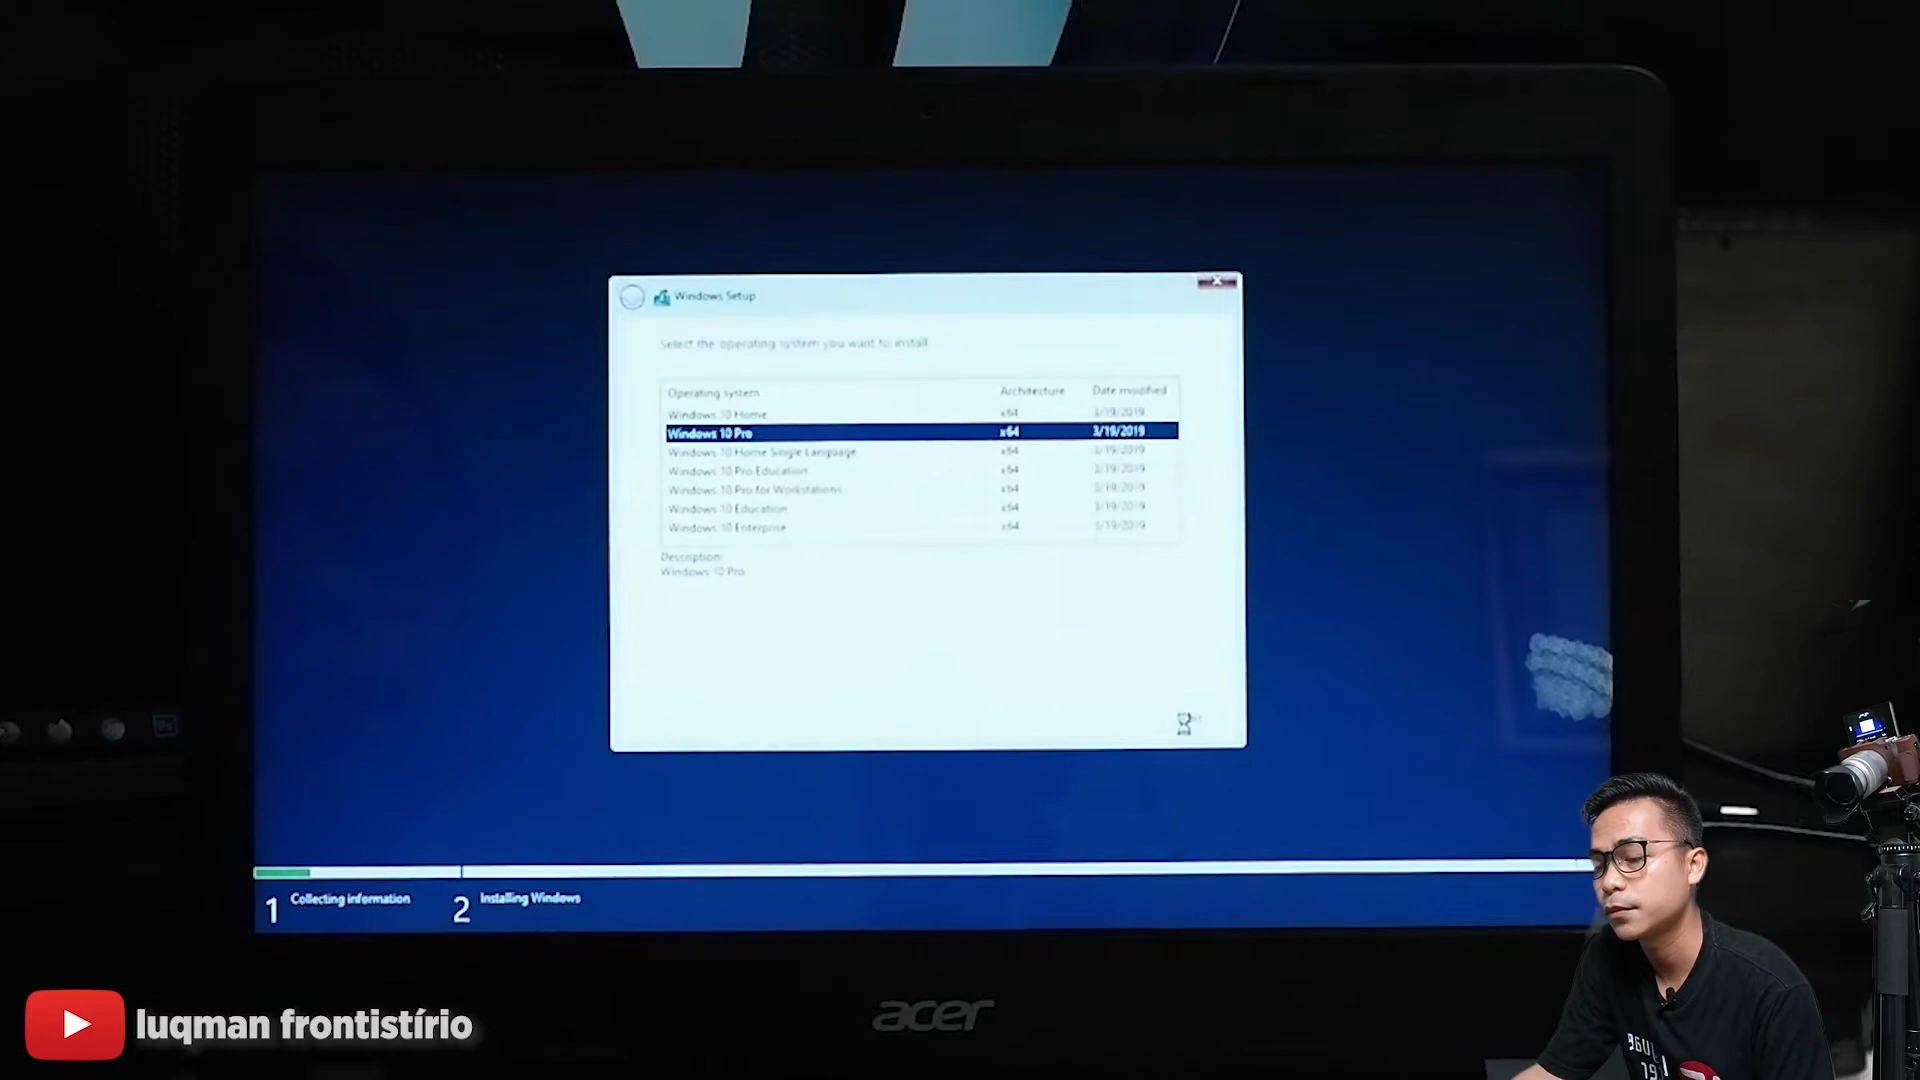 Windows Setup
Select the operating system you want to install
Operating system Architecture Date modified
Windows 10 Home x64 3/19/2019
Windows 10 Pro x64 3/19/2019
Windows 10 Home Single Language x64 3/19/2019
Windows 10 Pro Education x64 3/19/2019
Windows 10 Pro for Workstations x64 3/19/2019
Windows 10 Education x64 3/19/2019
Windows 10 Enterprise x64 3/19/2019
Description:
Windows 10 Pro
Ps
1 Collecting information 2 Installing Windows
acer
luqman frontistírio